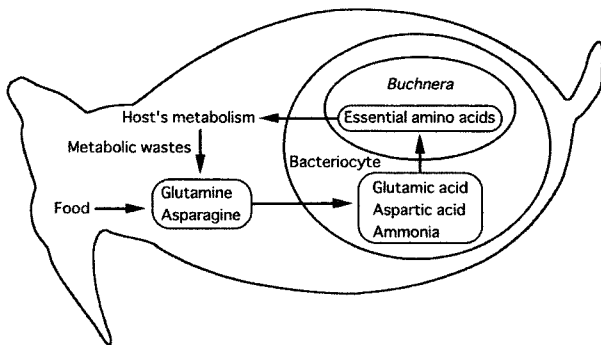 Buchnera
Host's metabolism
Essential amino acids
Metabolic wastes
Bacteriocyte
Glutamine
Asparagine
Glutamic acid
Aspartic acid
Ammonia
Food